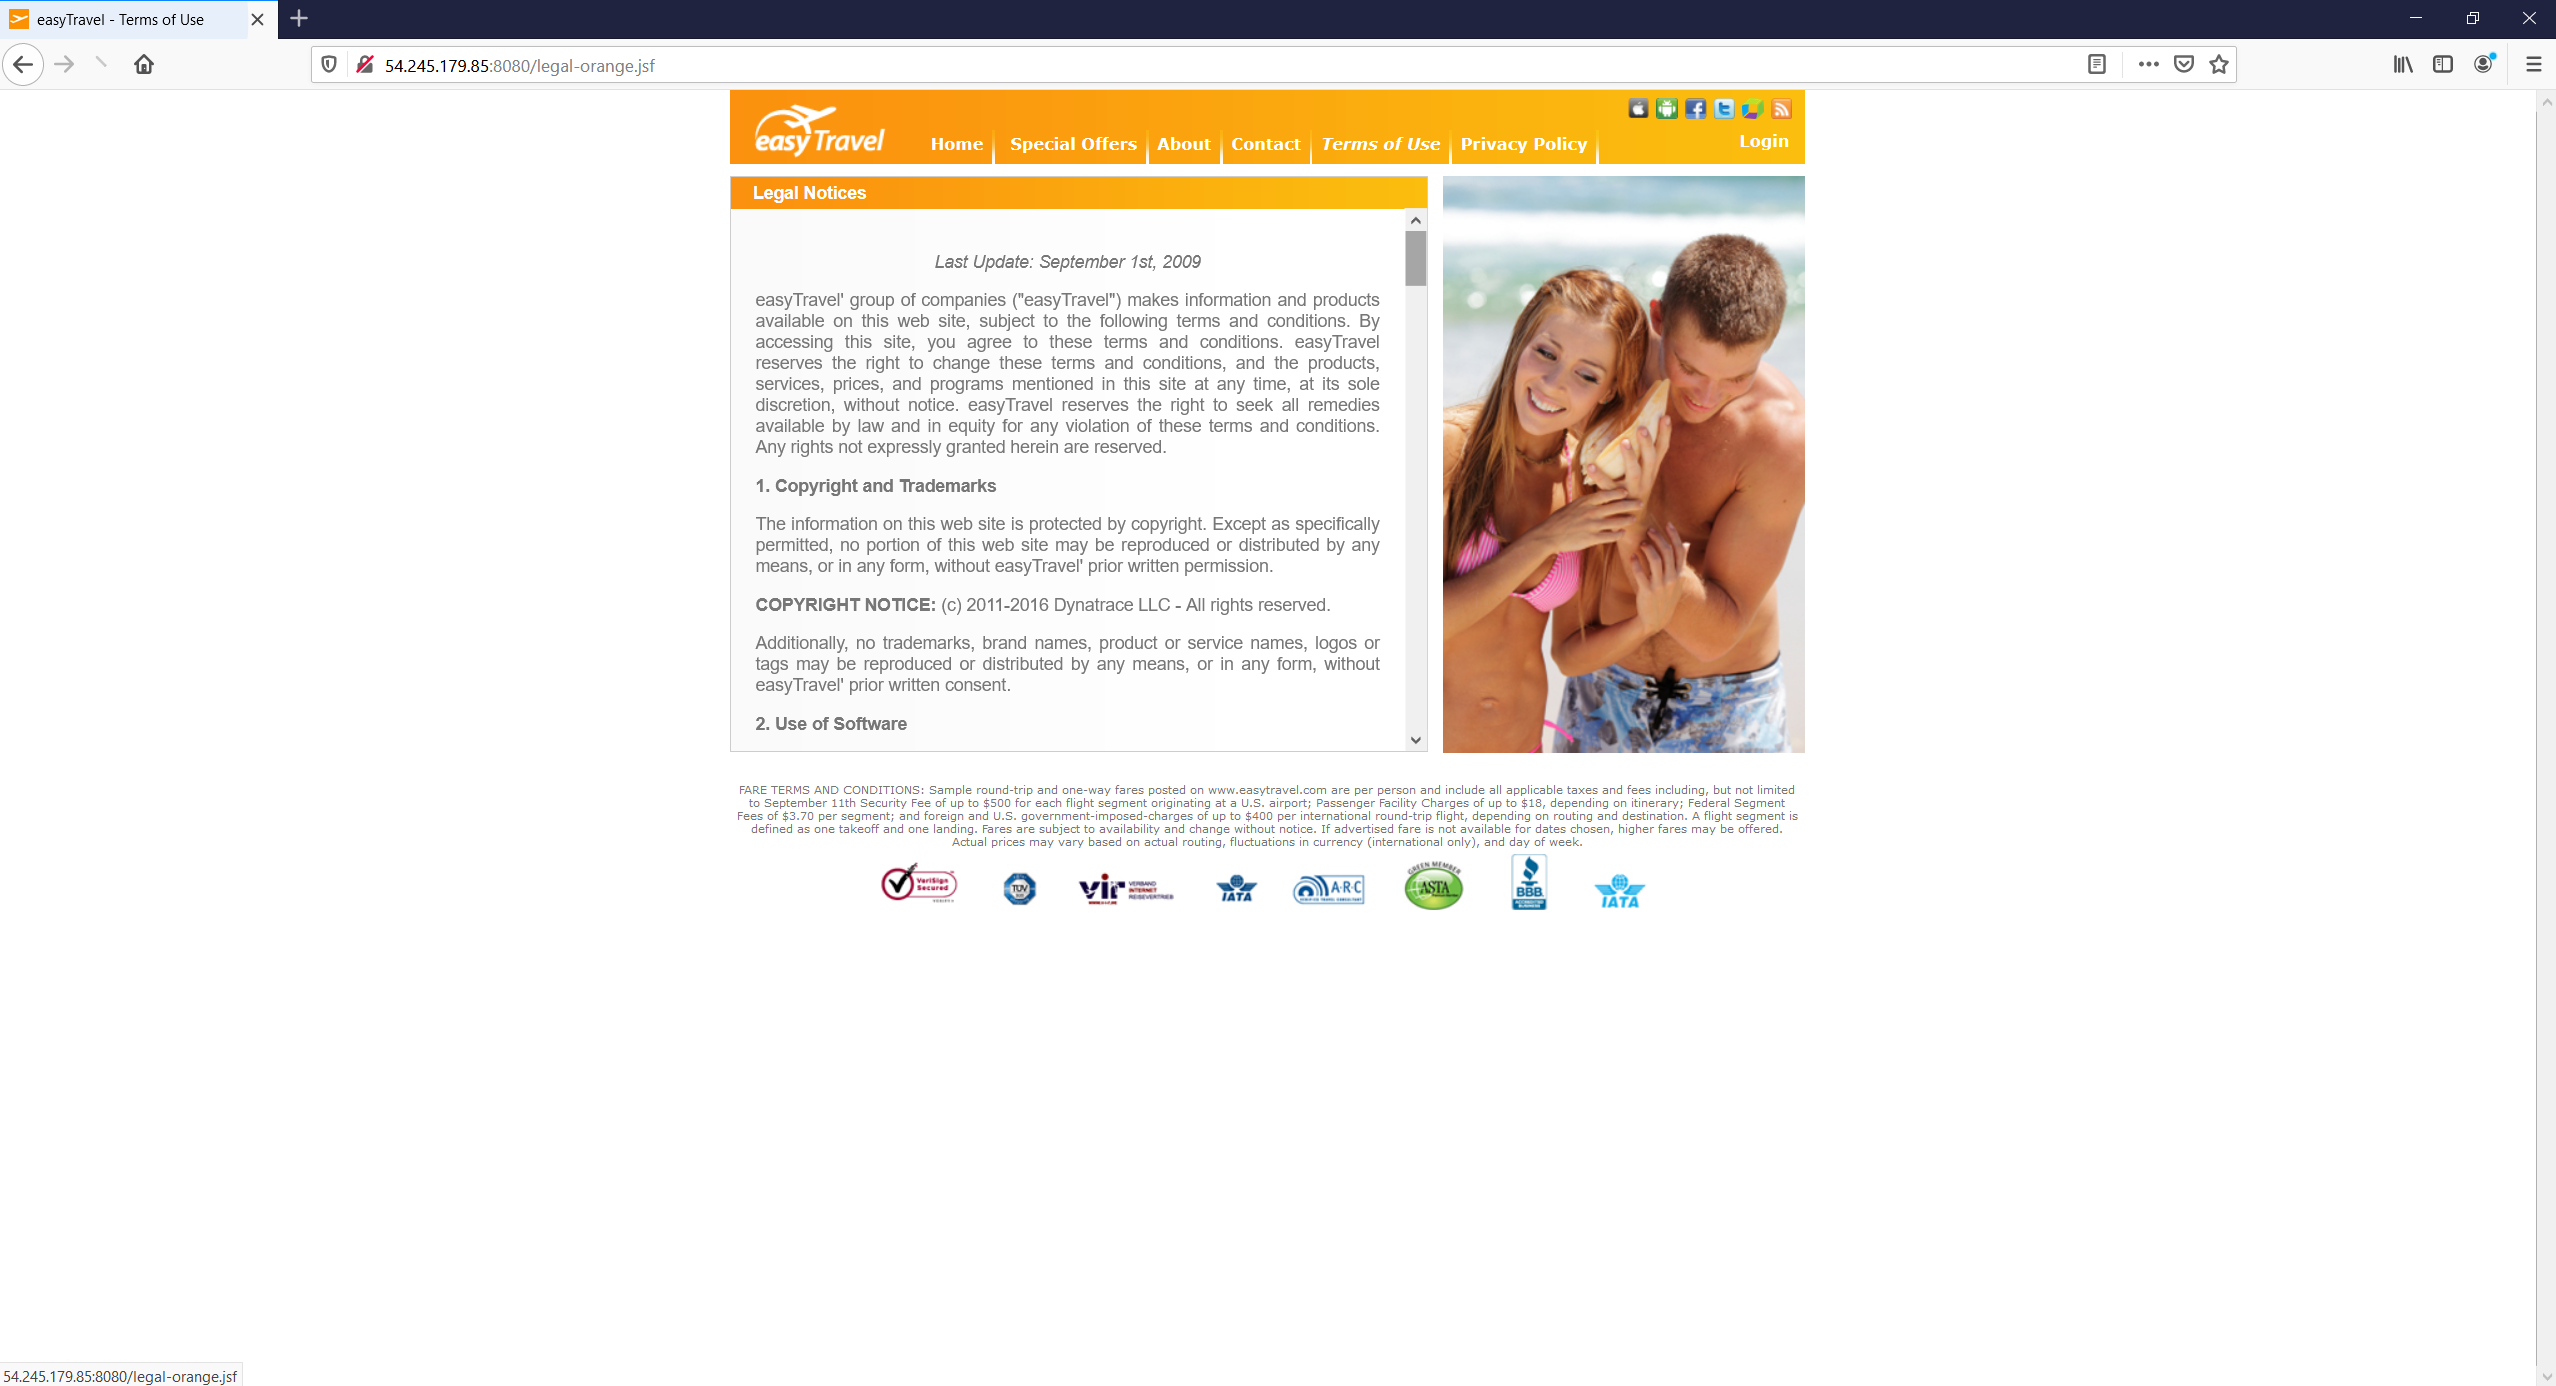 easyTravel - Terms of Use
54.245.179.85:8080/legal-orange.jsf
easyTravel
Home
Special Offers
About
Contact
Terms of Use
Privacy Policy
Login
Legal Notices
Last Update: September 1st, 2009
easyTravel' group of companies ("easyTravel") makes information and products
available on this web site, subject to the following terms and conditions. By
accessing this site, you agree to these terms and conditions. easyTravel
reserves the right to change these terms and conditions, and the products,
services, prices, and programs mentioned in this site at any time, at its sole
discretion, without notice. easyTravel reserves the right to seek all remedies
available by law and in equity for any violation of these terms and conditions.
Any rights not expressly granted herein are reserved.
1. Copyright and Trademarks
The information on this web site is protected by copyright. Except as specifically
permitted, no portion of this web site may be reproduced or distributed by any
means, or in any form, without easyTravel' prior written permission.
COPYRIGHT NOTICE: (c) 2011-2016 Dynatrace LLC - All rights reserved.
Additionally, no trademarks, brand names, product or service names, logos or
tags may be reproduced or distributed by any means, or in any form, without
easyTravel' prior written consent.
2. Use of Software
FARE TERMS AND CONDITIONS: Sample round-trip and one-way fares posted on www.easytravel.com are per person and include all applicable taxes and fees including, but not limited
to September 11th Security Fee of up to $500 for each flight segment originating at a U.S. airport; Passenger Facility Charges of up to $18, depending on itinerary; Federal Segment
Fees of $3.70 per segment; and foreign and U.S. government-imposed-charges of up to $400 per international round-trip flight, depending on routing and destination. A flight segment is
defined as one takeoff and one landing. Fares are subject to availability and change without notice. If advertised fare is not available for dates chosen, higher fares may be offered.
Actual prices may vary based on actual routing, fluctuations in currency (international only), and day of week.
VeriSign
Secured
TÜV
vir
VERBAND
INTERNET
REISEVERTRIEB
IATA
A·R·C
GREEN MEMBER
ASTA
BBB
ACCREDITED
BUSINESS
IATA
54.245.179.85:8080/legal-orange.jsf